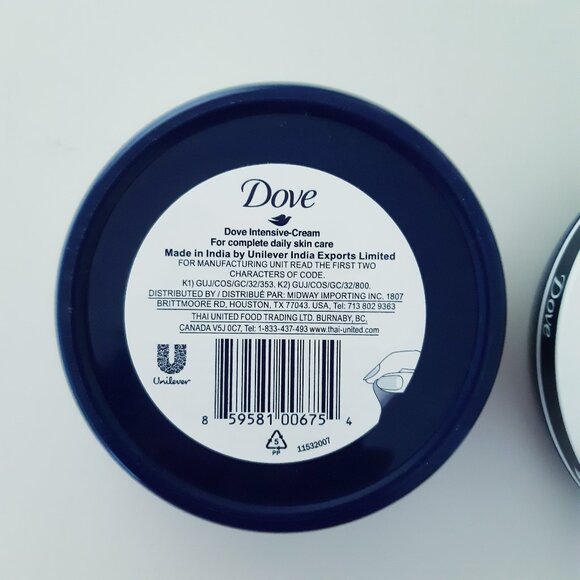 Dove
Dove Intensive-Cream
For complete daily skin care
Made in India by Unilever India Exports Limited
FOR MANUFACTURING UNIT READ THE FIRST TWO
CHARACTERS OF CODE.
K1) GUJ/COS/GC/32/353. K2) GUJ/COS/GC/32/800.
DISTRIBUTED BY / DISTRIBUÉ PAR: MIDWAY IMPORTING INC. 1807
BRITTMOORE RD. HOUSTON, TX 77043. USA, Tel: 713 802 9363
THAI UNITED FOOD TRADING LTD. BURNABY, BC.
CANADA V5J 0C7, Tel: 1-833-437-493 www.thai-united.com
Unilever
8 59581 00675 4
5
PP
11532007
Dove